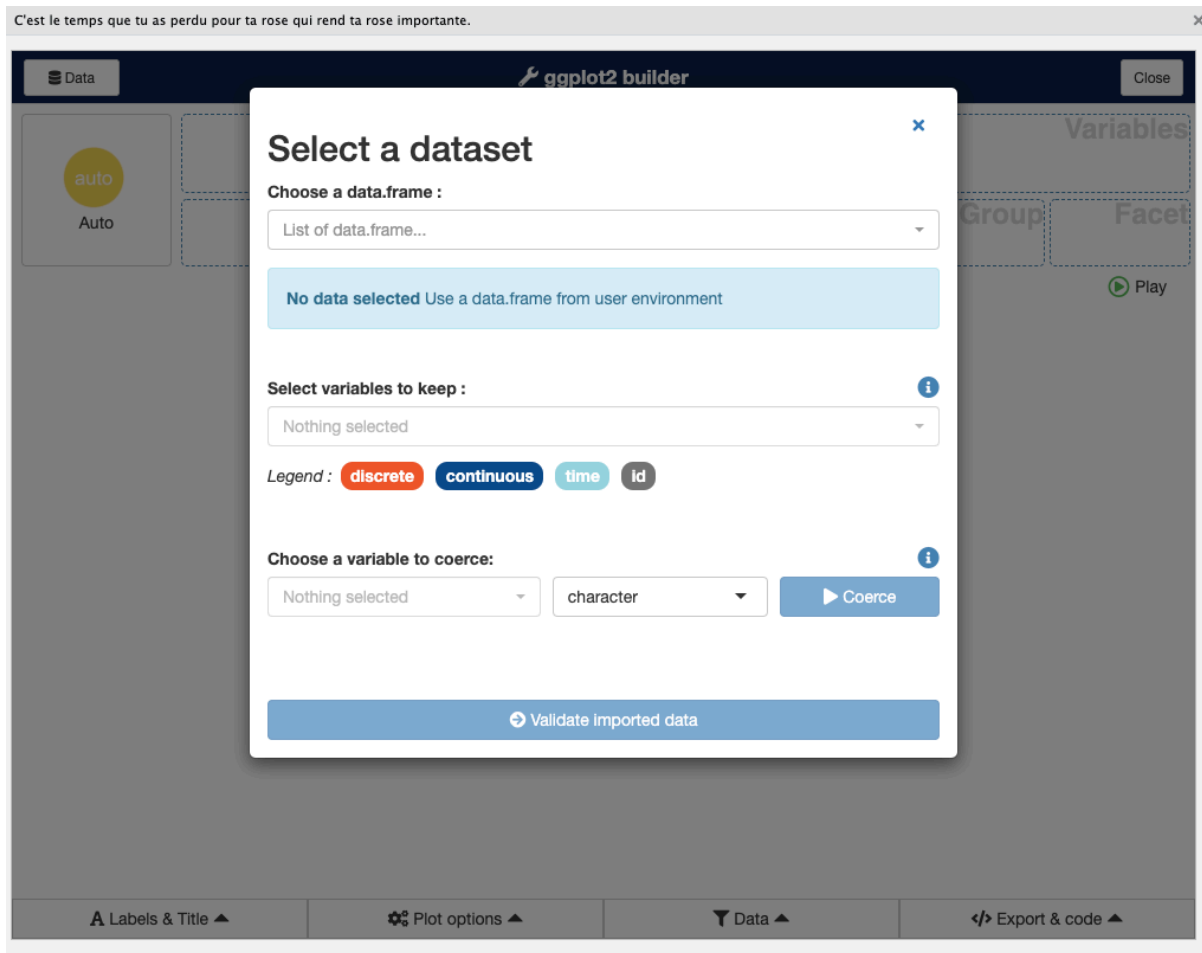 C'est le temps que tu as perdu pour ta rose qui rend ta rose importante.
Data
ggplot2 builder
Close
auto
Auto
Variables
Group
Facet
Play
Select a dataset
Choose a data.frame :
List of data.frame...
No data selected Use a data.frame from user environment
Select variables to keep :
Nothing selected
Legend : discrete continuous time id
Choose a variable to coerce:
Nothing selected character Coerce
Validate imported data
Labels & Title Plot options Data Export & code